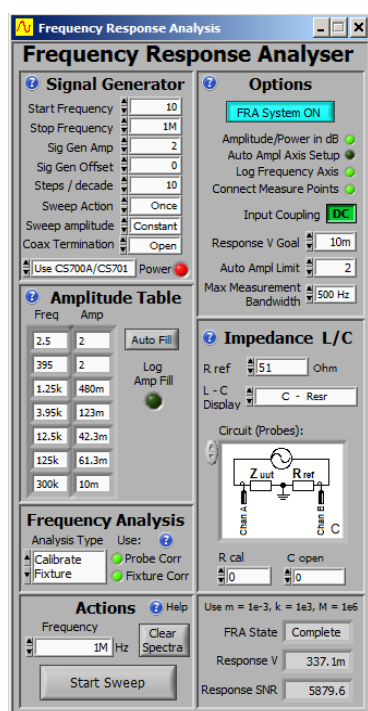 Frequency Response Analysis
Frequency Response Analyser
Signal Generator
Start Frequency 10
Stop Frequency 1M
Sig Gen Amp 2
Sig Gen Offset 0
Steps / decade 10
Sweep Action Once
Sweep amplitude Constant
Coax Termination Open
Use CS700A/CS701 Power
Options
FRA System ON
Amplitude/Power in dB
Auto Ampl Axis Setup
Log Frequency Axis
Connect Measure Points
Input Coupling DC
Response V Goal 10m
Auto Ampl Limit 2
Max Measurement
Bandwidth 500 Hz
Amplitude Table
Freq Amp
2.5 2 Auto Fill
395 2 Log
1.25k 480m Amp Fill
3.95k 123m
12.5k 42.3m
125k 61.3m
300k 10m
Impedance L/C
R ref 51 Ohm
L - C
Display C - Resr
Circuit (Probes):
Z uut R ref
Chan A Chan B C
R cal C open
0 0
Frequency Analysis
Analysis Type Use:
Calibrate Probe Corr
Fixture Fixture Corr
Actions Help
Frequency Clear
1M Hz Spectra
Start Sweep
Use m = 1e-3, k = 1e3, M = 1e6
FRA State Complete
Response V 337.1m
Response SNR 5879.6